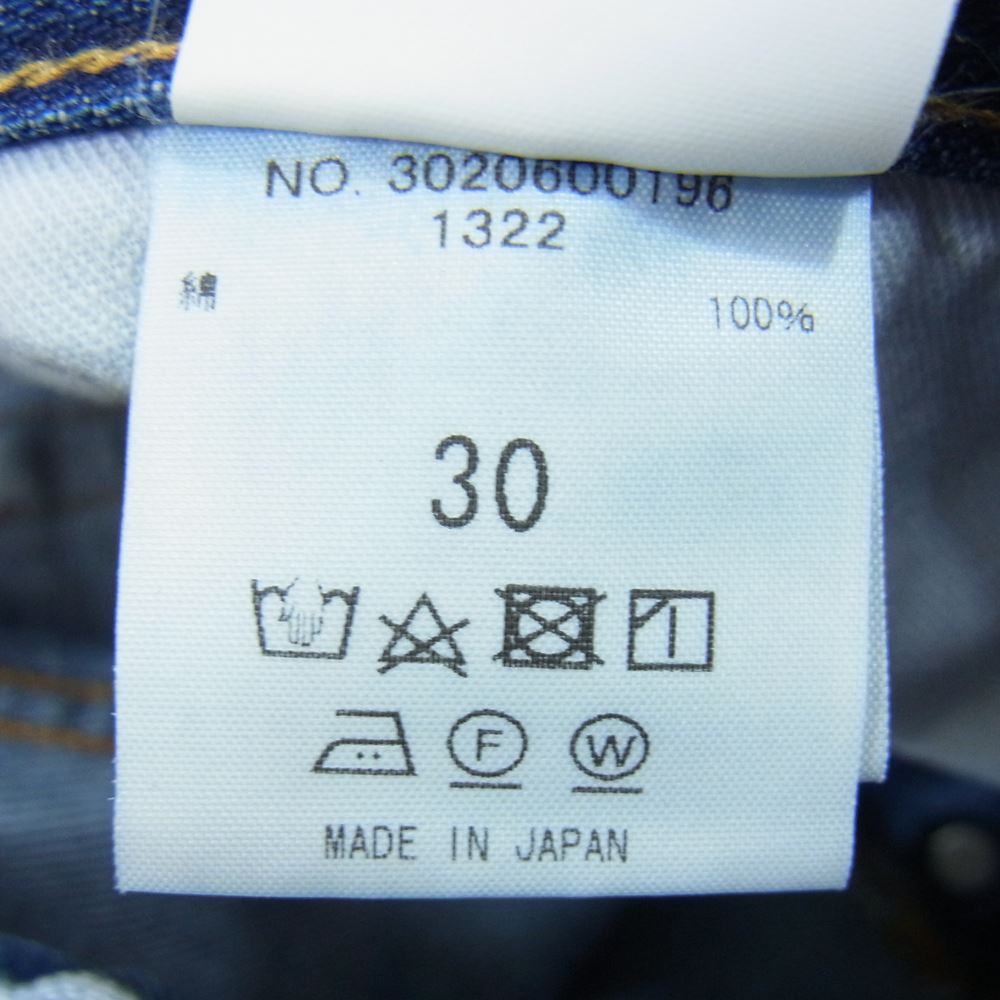 NO. 3020600196
1322
綿 100%
30
F W
MADE IN JAPAN